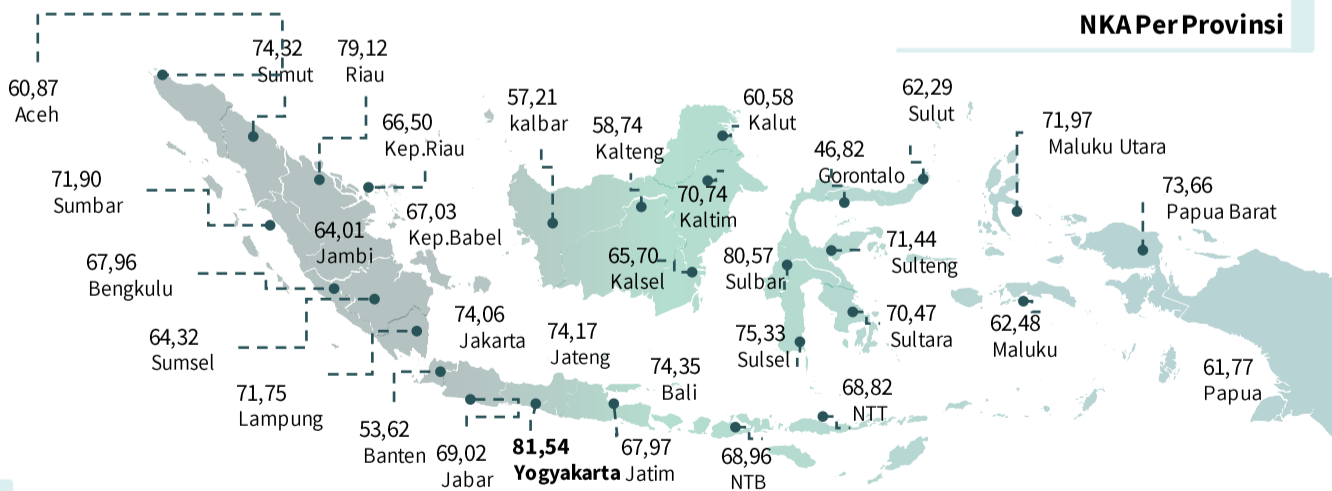 NKA Per Provinsi
60,87
Aceh
74,32
Sumut
79,12
Riau
66,50
Kep.Riau
71,90
Sumbar
64,01
Jambi
67,03
Kep.Babel
67,96
Bengkulu
64,32
Sumsel
71,75
Lampung
53,62
Banten
74,06
Jakarta
69,02
Jabar
74,17
Jateng
81,54
Yogyakarta
67,97
Jatim
74,35
Bali
68,96
NTB
68,82
NTT
57,21
kalbar
58,74
Kalteng
60,58
Kalut
70,74
Kaltim
65,70
Kalsel
46,82
Gorontalo
62,29
Sulut
80,57
Sulbar
71,44
Sulteng
75,33
Sulsel
70,47
Sultara
71,97
Maluku Utara
62,48
Maluku
73,66
Papua Barat
61,77
Papua